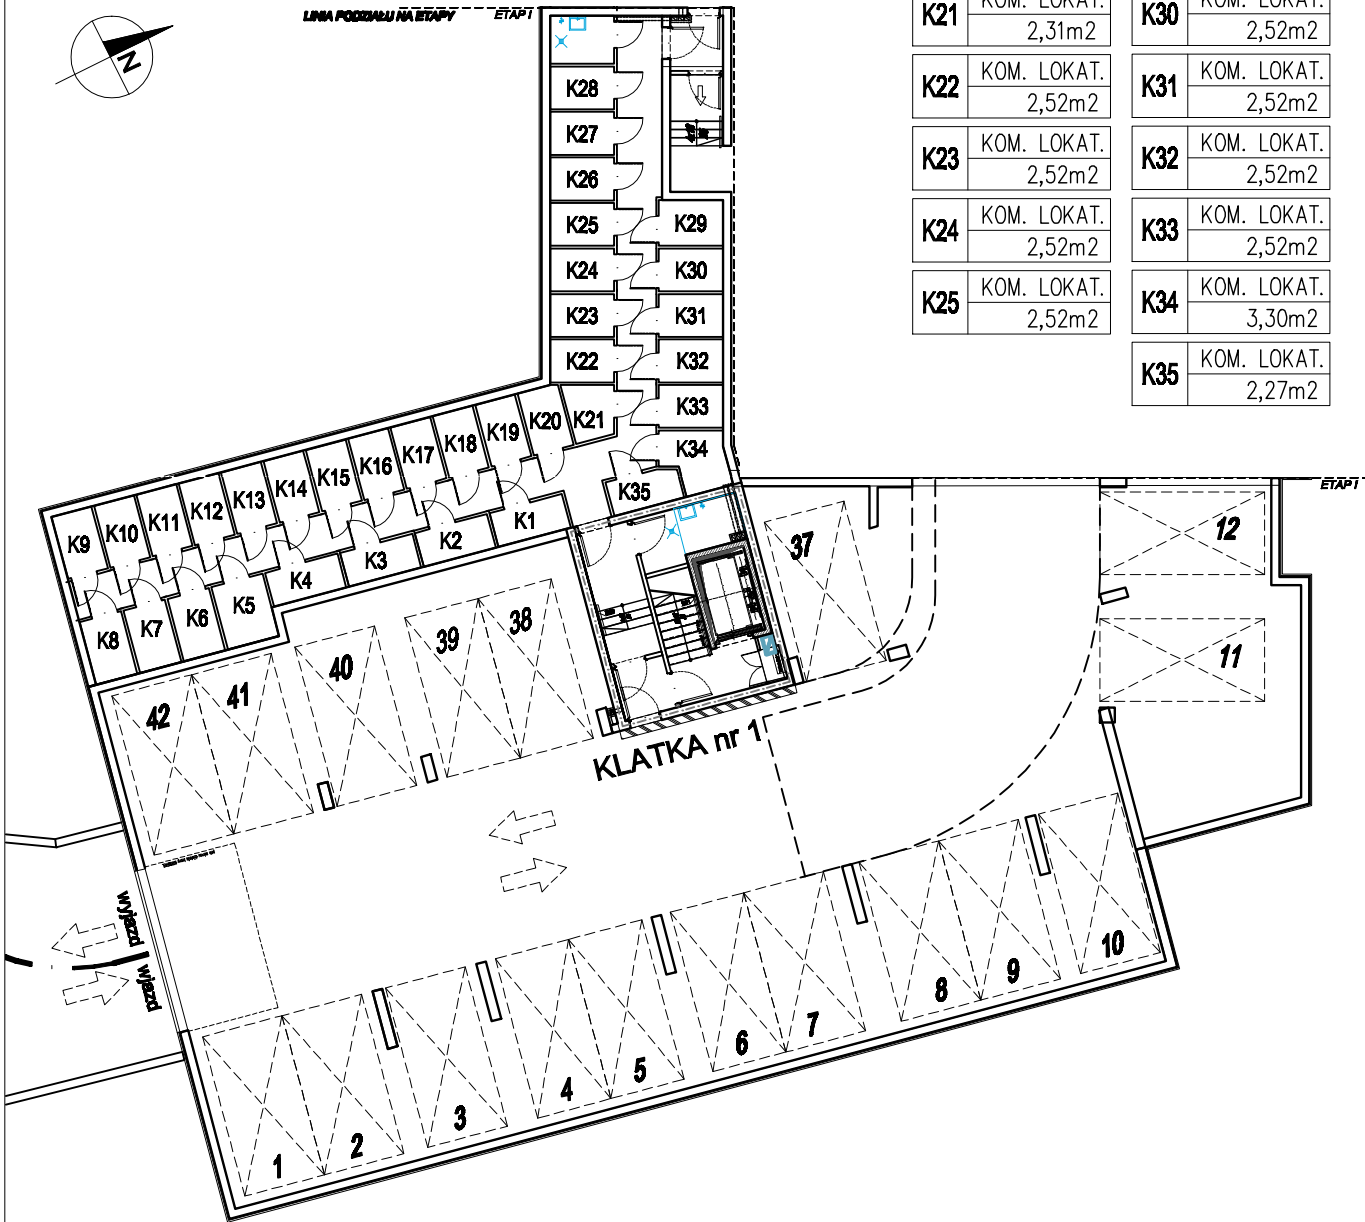 LINIA PODZIAŁU NA ETAPY
ETAP I
N
K21 KOM. LOKAT.
2,31m2
K30 KOM. LOKAT.
2,52m2
K22 KOM. LOKAT.
2,52m2
K31 KOM. LOKAT.
2,52m2
K23 KOM. LOKAT.
2,52m2
K32 KOM. LOKAT.
2,52m2
K24 KOM. LOKAT.
2,52m2
K33 KOM. LOKAT.
2,52m2
K25 KOM. LOKAT.
2,52m2
K34 KOM. LOKAT.
3,30m2
K35 KOM. LOKAT.
2,27m2
K28
K27
K26
K25
K29
K24
K30
K23
K31
K22
K32
K21
K33
K34
K35
K20
K19
K18
K17
K16
K15
K14
K13
K12
K11
K10
K9
K1
K2
K3
K4
K5
K6
K7
K8
ETAP I
37
12
11
38
39
40
41
42
KLATKA nr 1
wyjazd
wjazd
10
9
8
7
6
5
4
3
2
1